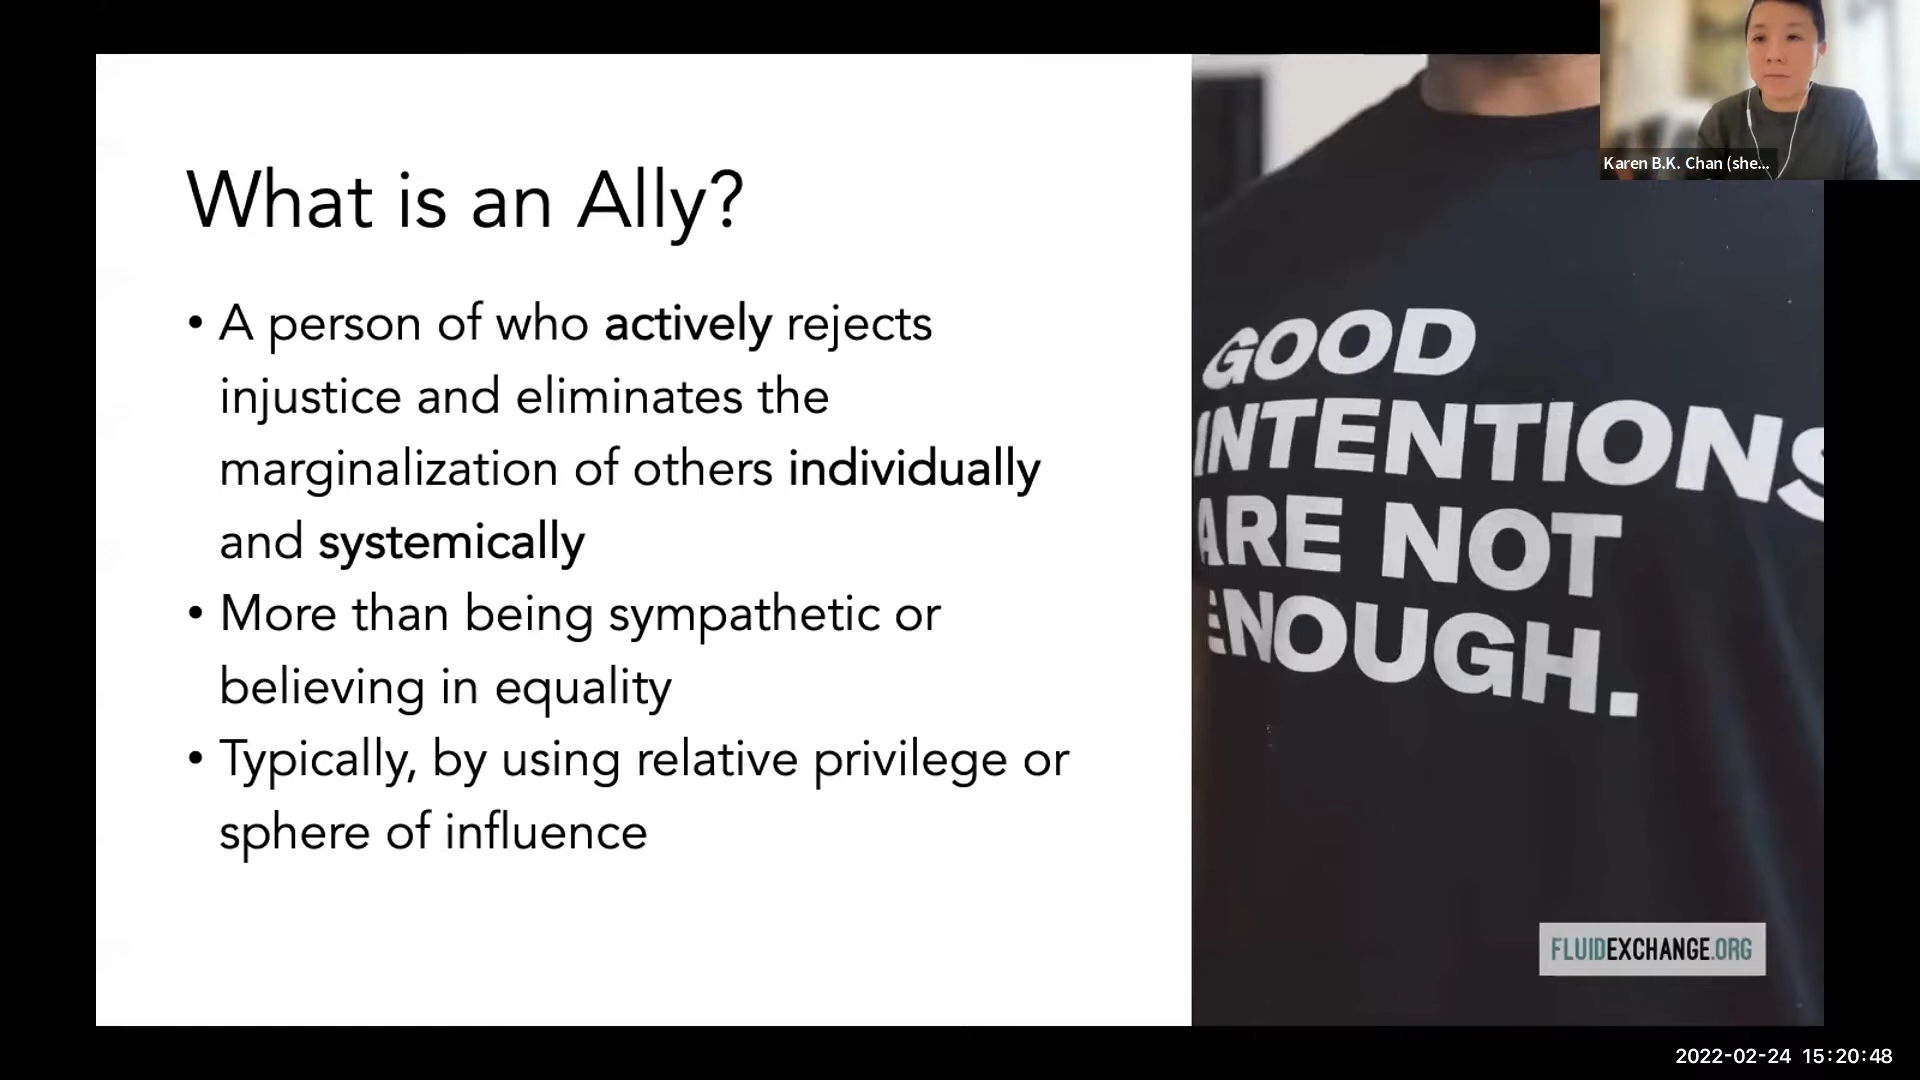 What is an Ally?
• A person of who actively rejects
injustice and eliminates the
marginalization of others individually
and systemically
• More than being sympathetic or
believing in equality
• Typically, by using relative privilege or
sphere of influence
GOOD
INTENTIONS
ARE NOT
ENOUGH.
FLUIDEXCHANGE.ORG
Karen B.K. Chan (she...
2022-02-24 15:20:48